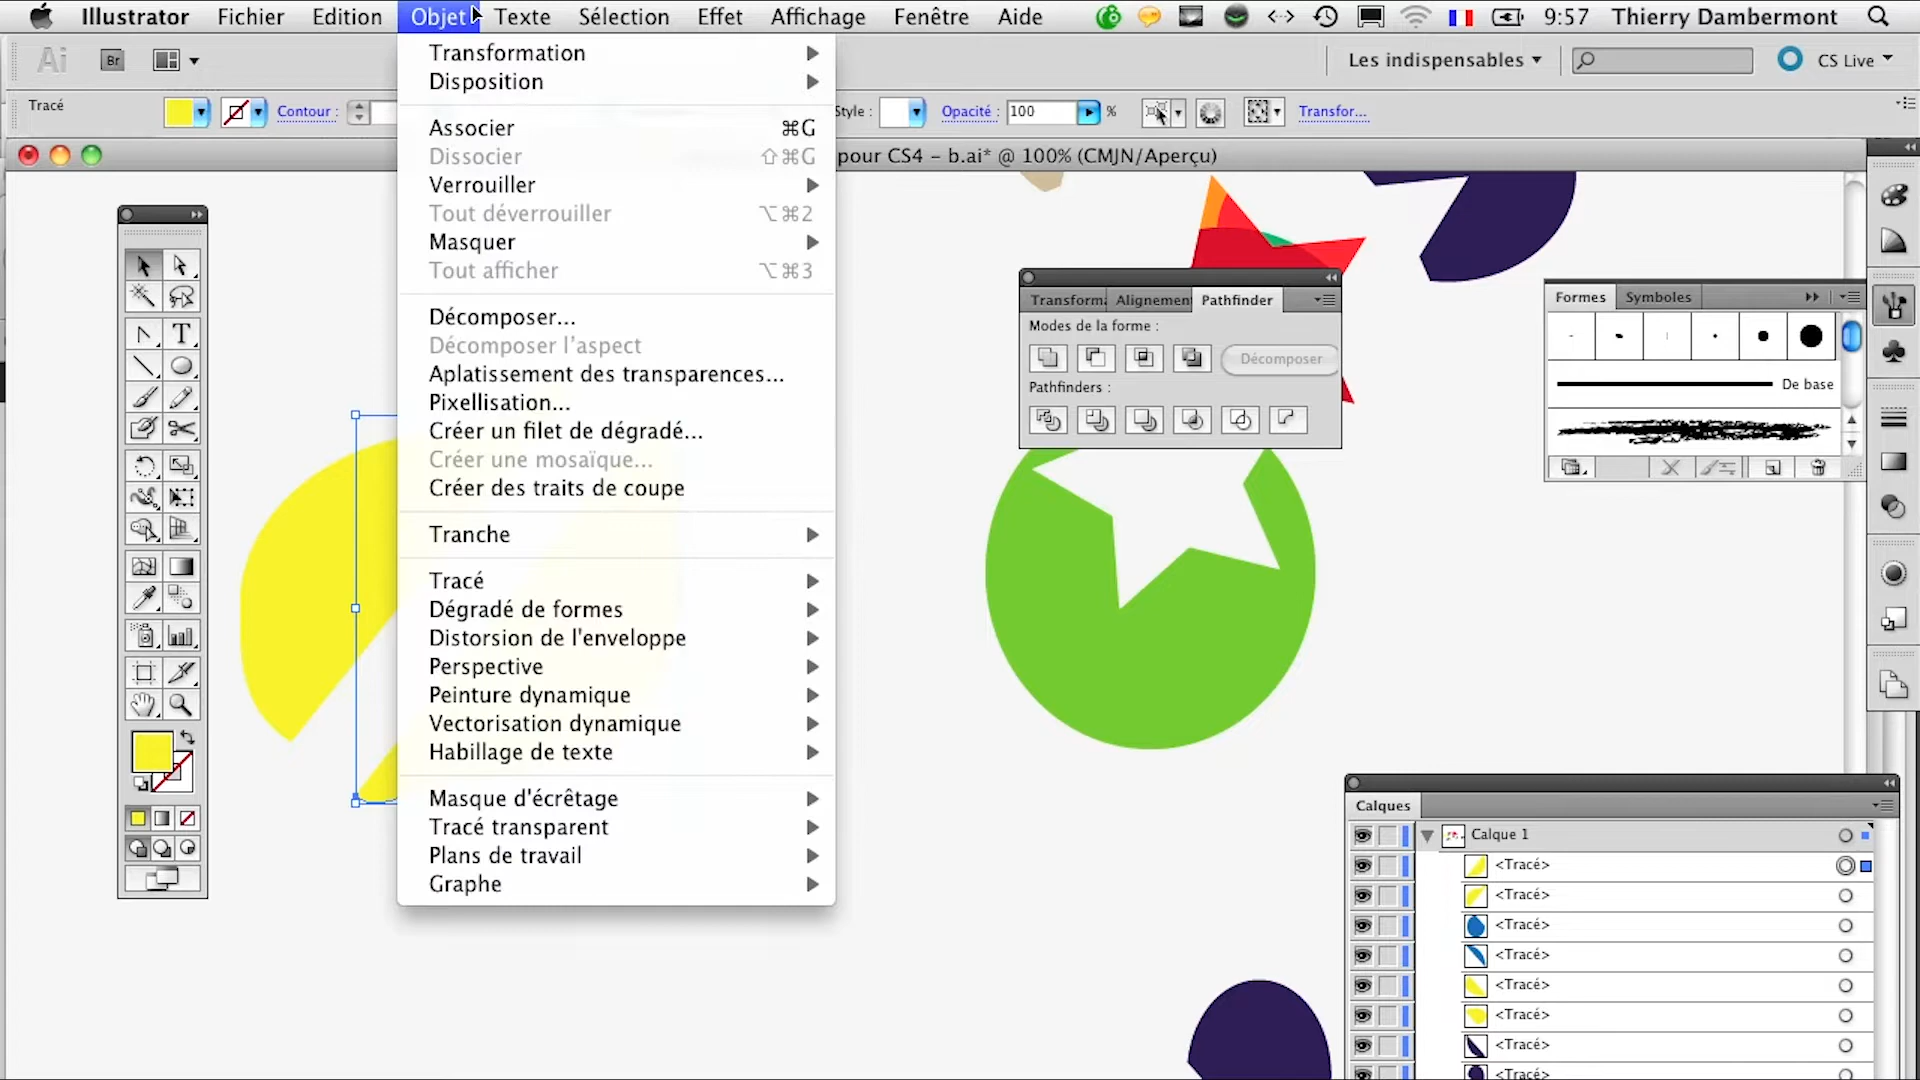 Illustrator Fichier Edition Objet Texte Sélection Effet Affichage Fenêtre Aide 9:57 Thierry Dambermont
Ai Br Les indispensables CS Live
Tracé Contour : Style : Opacité : 100 % Transfor...
pour CS4 – b.ai* @ 100% (CMJN/Aperçu)
Transformation
Disposition
Associer ⌘G
Dissocier ⇧⌘G
Verrouiller
Tout déverrouiller ⌥⌘2
Masquer
Tout afficher ⌥⌘3
Décomposer...
Décomposer l'aspect
Aplatissement des transparences...
Pixellisation...
Créer un filet de dégradé...
Créer une mosaïque...
Créer des traits de coupe
Tranche
Tracé
Dégradé de formes
Distorsion de l'enveloppe
Perspective
Peinture dynamique
Vectorisation dynamique
Habillage de texte
Masque d'écrêtage
Tracé transparent
Plans de travail
Graphe
Transforma Alignemen Pathfinder
Modes de la forme :
Décomposer
Pathfinders :
Formes Symboles
De base
Calques
Calque 1
<Tracé>
<Tracé>
<Tracé>
<Tracé>
<Tracé>
<Tracé>
<Tracé>
<Tracé>